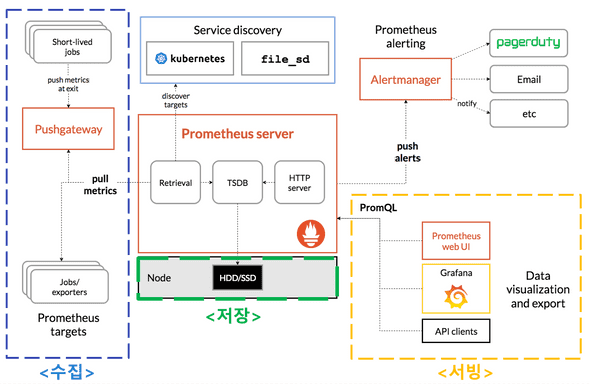 Short-lived
jobs
push metrics
at exit
Pushgateway
pull
metrics
Jobs/
exporters
Prometheus
targets
<수집>
Service discovery
kubernetes
file_sd
discover
targets
Prometheus server
Retrieval
TSDB
HTTP
server
Node
HDD/SSD
<저장>
Prometheus
alerting
Alertmanager
push
alerts
pagerduty
Email
notify
etc
PromQL
Prometheus
web UI
Grafana
API clients
Data
visualization
and export
<서빙>